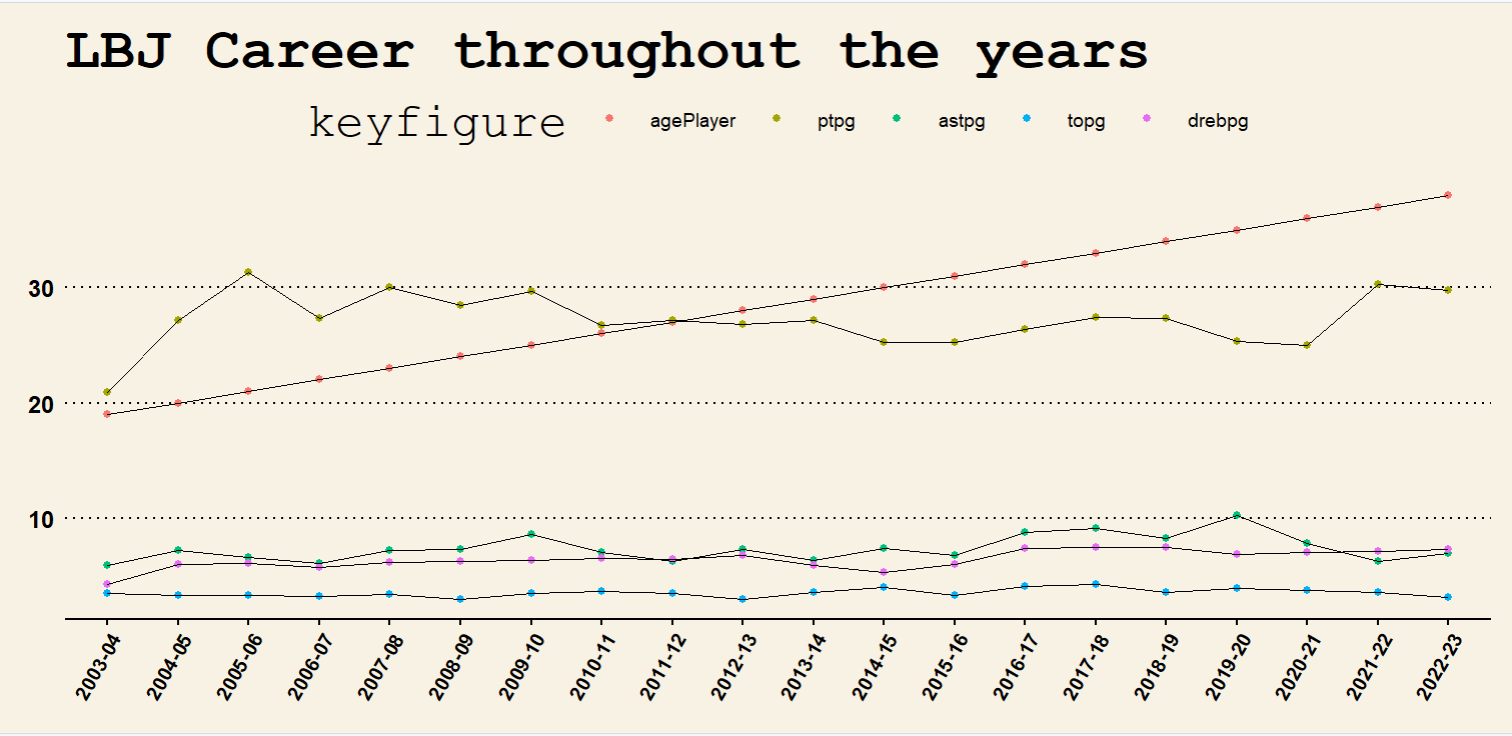 LBJ Career throughout the years
keyfigure agePlayer ptpg astpg topg drebpg
30
20
10
2003-04 2004-05 2005-06 2006-07 2007-08 2008-09 2009-10 2010-11 2011-12 2012-13 2013-14 2014-15 2015-16 2016-17 2017-18 2018-19 2019-20 2020-21 2021-22 2022-23